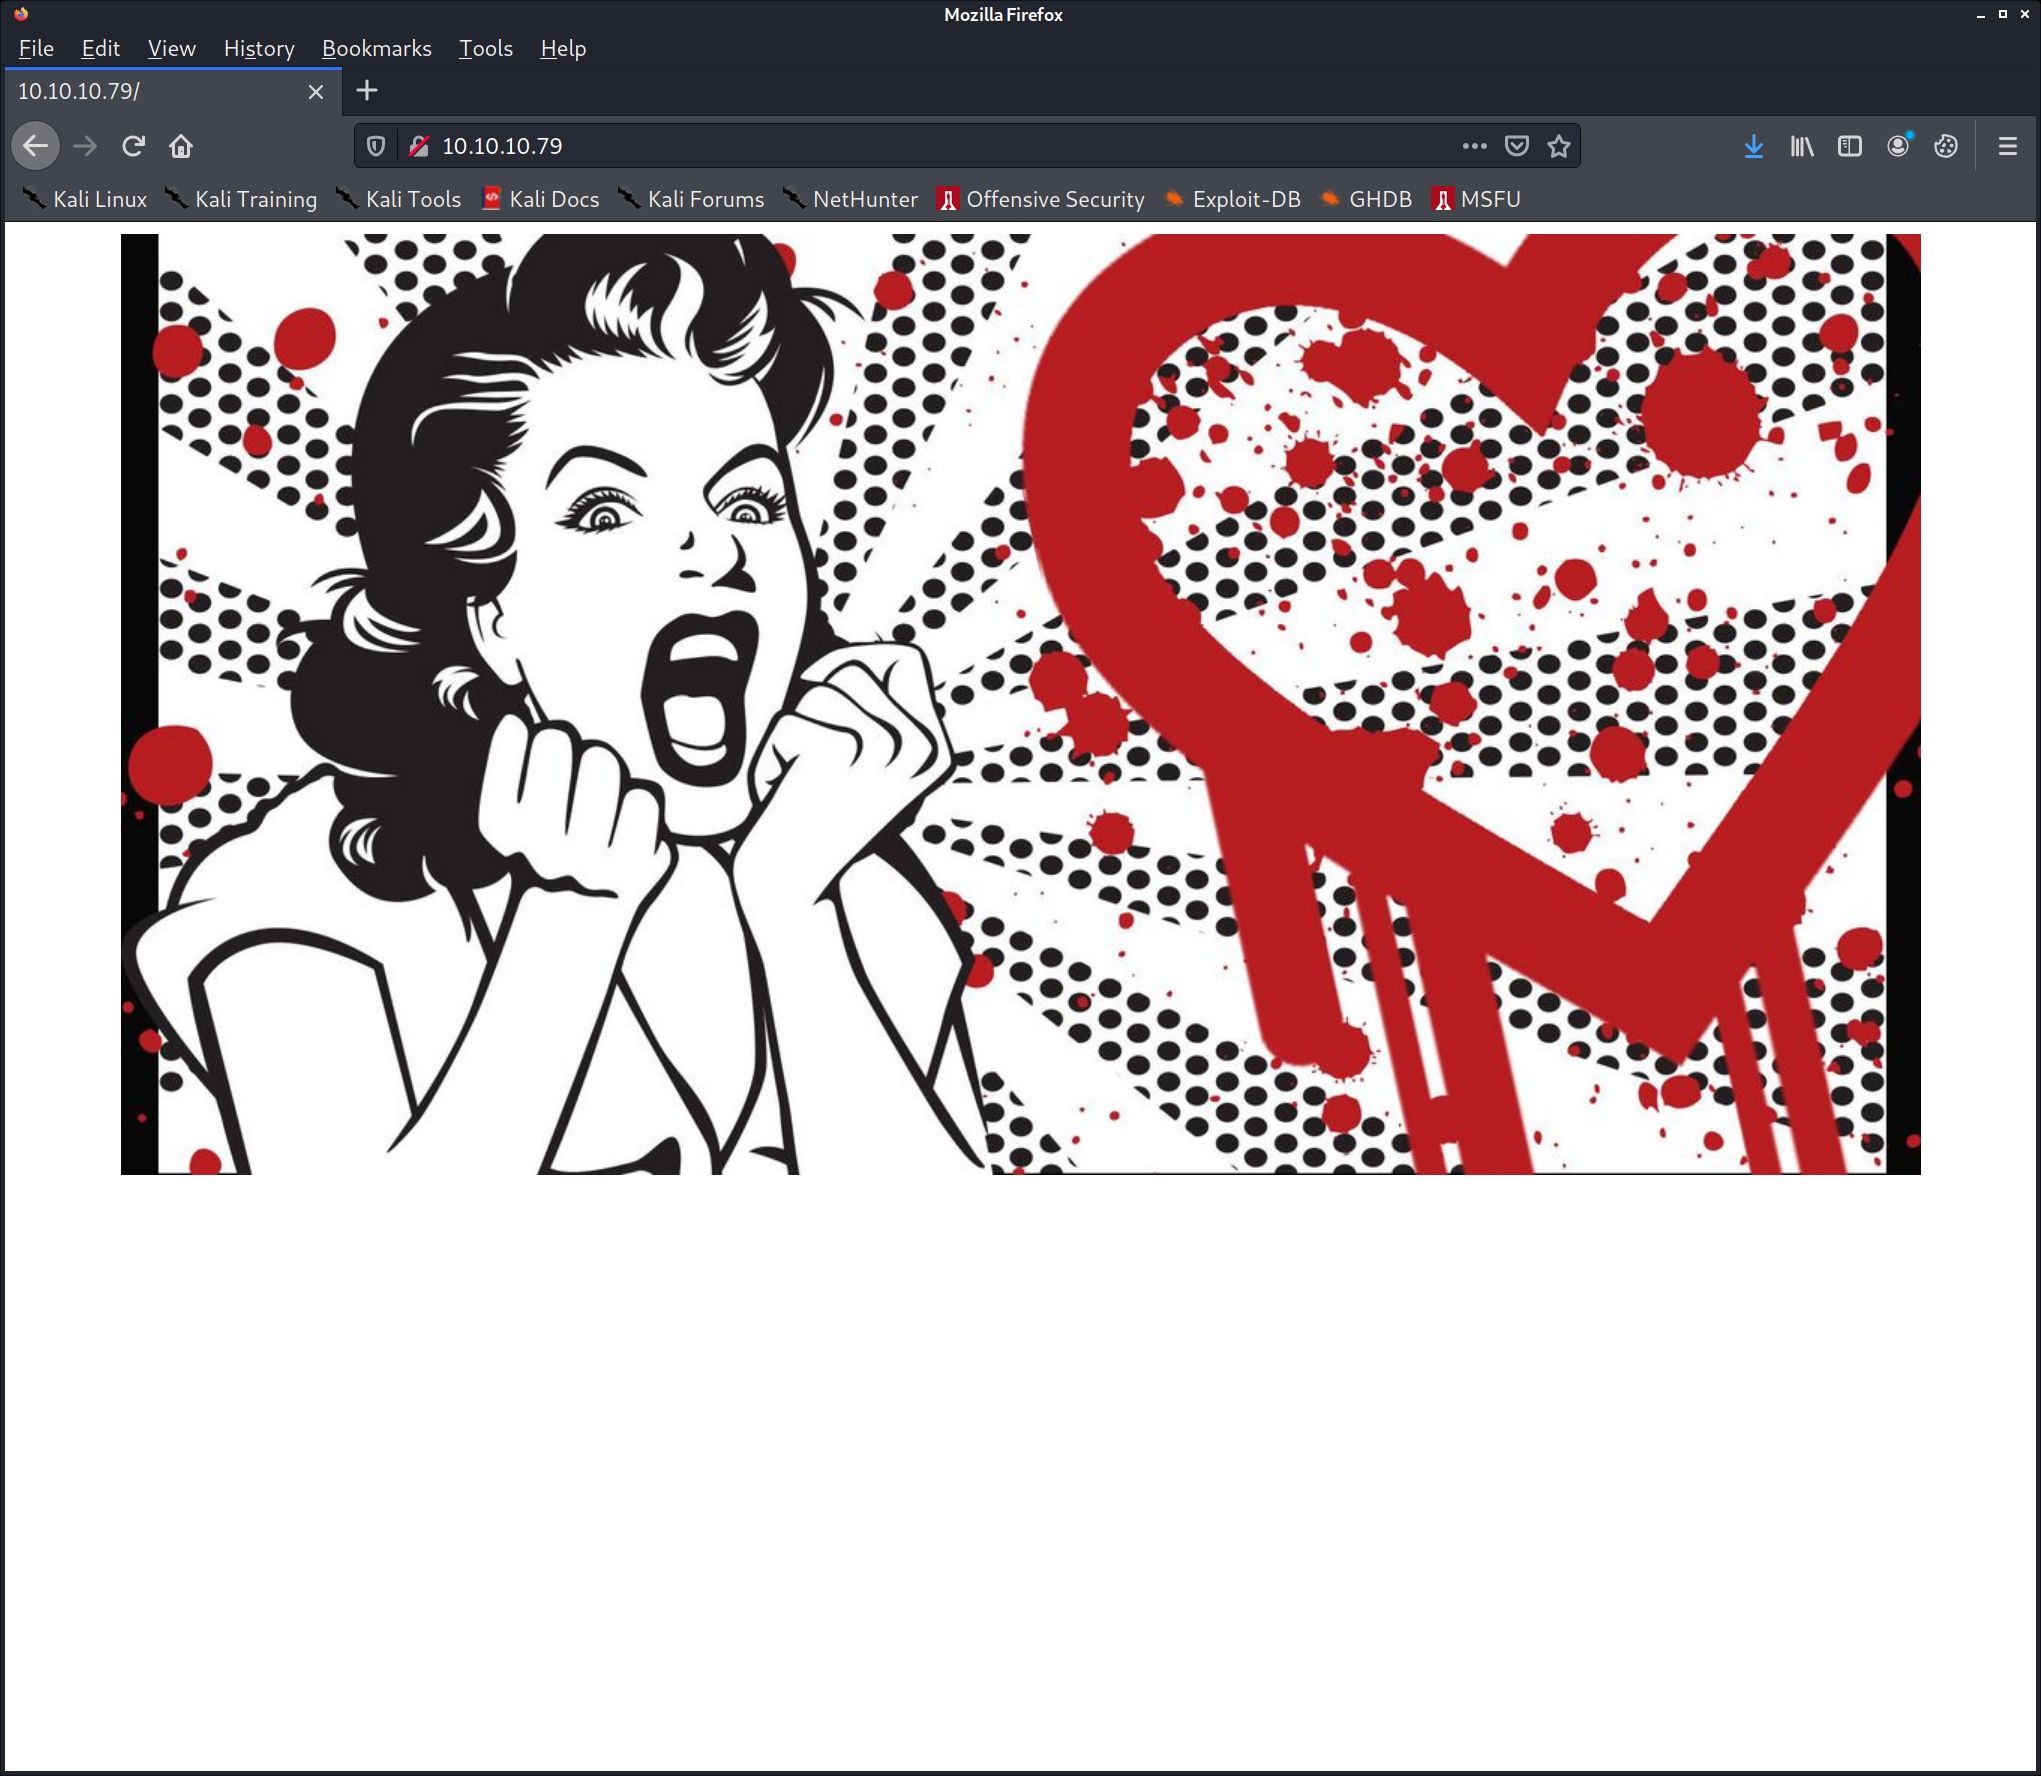 Mozilla Firefox
File Edit View History Bookmarks Tools Help
10.10.10.79/
10.10.10.79
Kali Linux Kali Training Kali Tools Kali Docs Kali Forums NetHunter Offensive Security Exploit-DB GHDB MSFU